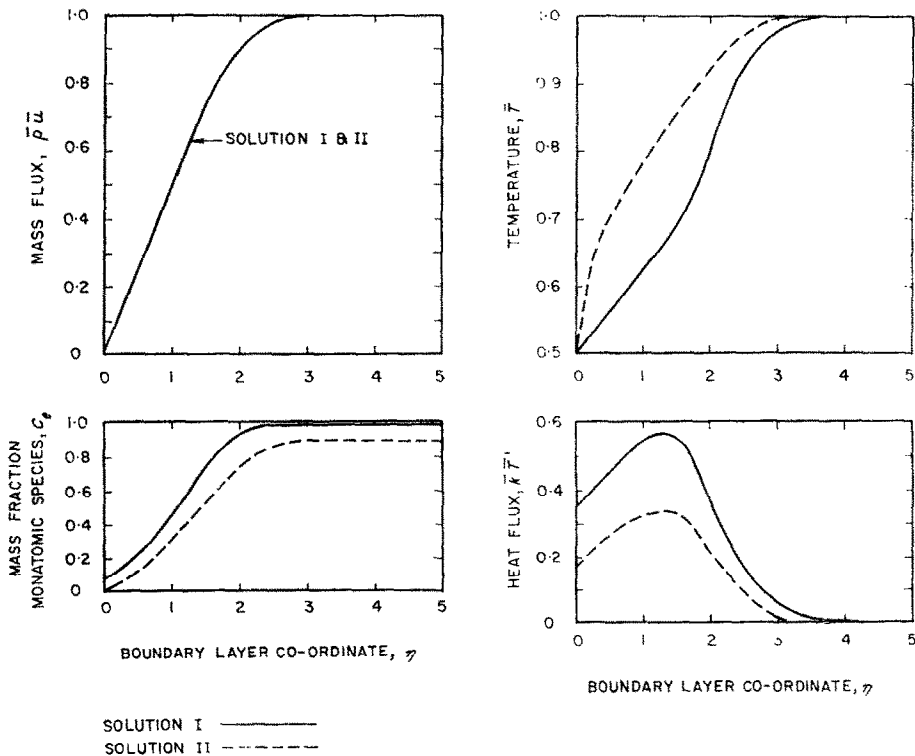 1·0
0·8
0·6
0·4
0·2
0
MASS FLUX, ρ̄ū
SOLUTION I & II
0 1 2 3 4 5
1·0
0·9
0·8
0·7
0·6
0·5
TEMPERATURE, T̄
0 1 2 3 4 5
1·0
0·8
0·6
0·4
0·2
0
MASS FRACTION
MONATOMIC SPECIES,
0 1 2 3 4 5
BOUNDARY LAYER CO-ORDINATE, η
0·6
0·4
0·2
0
HEAT FLUX, k̄T̄'
0 1 2 3 4 5
BOUNDARY LAYER CO-ORDINATE, η
SOLUTION I
SOLUTION II